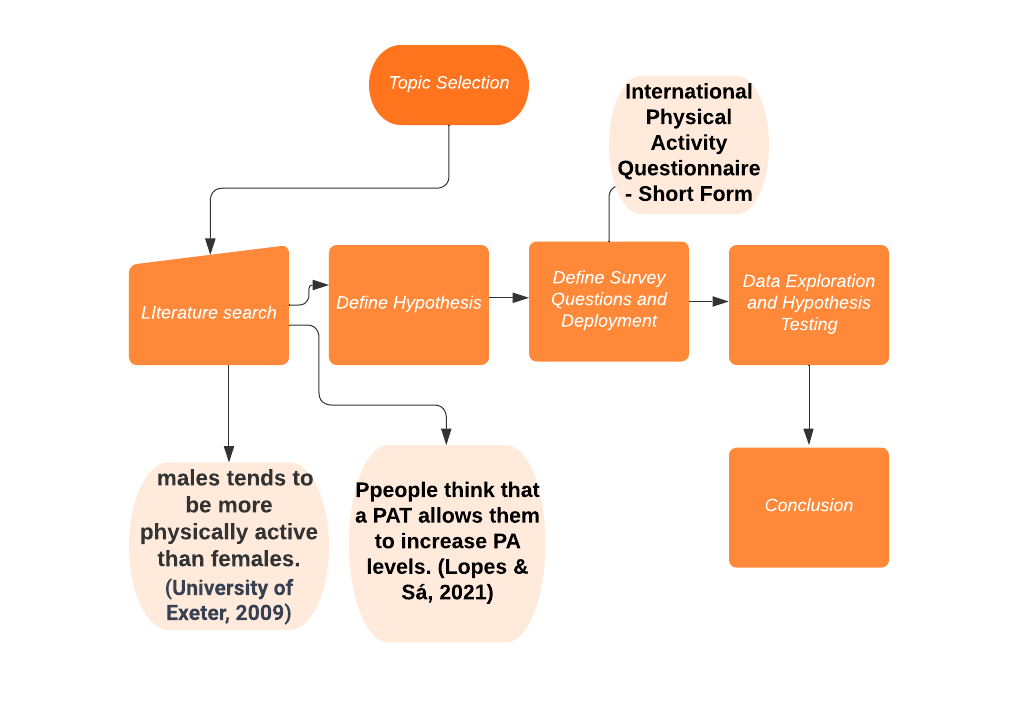 Topic Selection
International
Physical
Activity
Questionnaire
- Short Form
LIterature search
Define Hypothesis
Define Survey
Questions and
Deployment
Data Exploration
and Hypothesis
Testing
males tends to
be more
physically active
than females.
(University of
Exeter, 2009)
Ppeople think that
a PAT allows them
to increase PA
levels. (Lopes &
Sá, 2021)
Conclusion